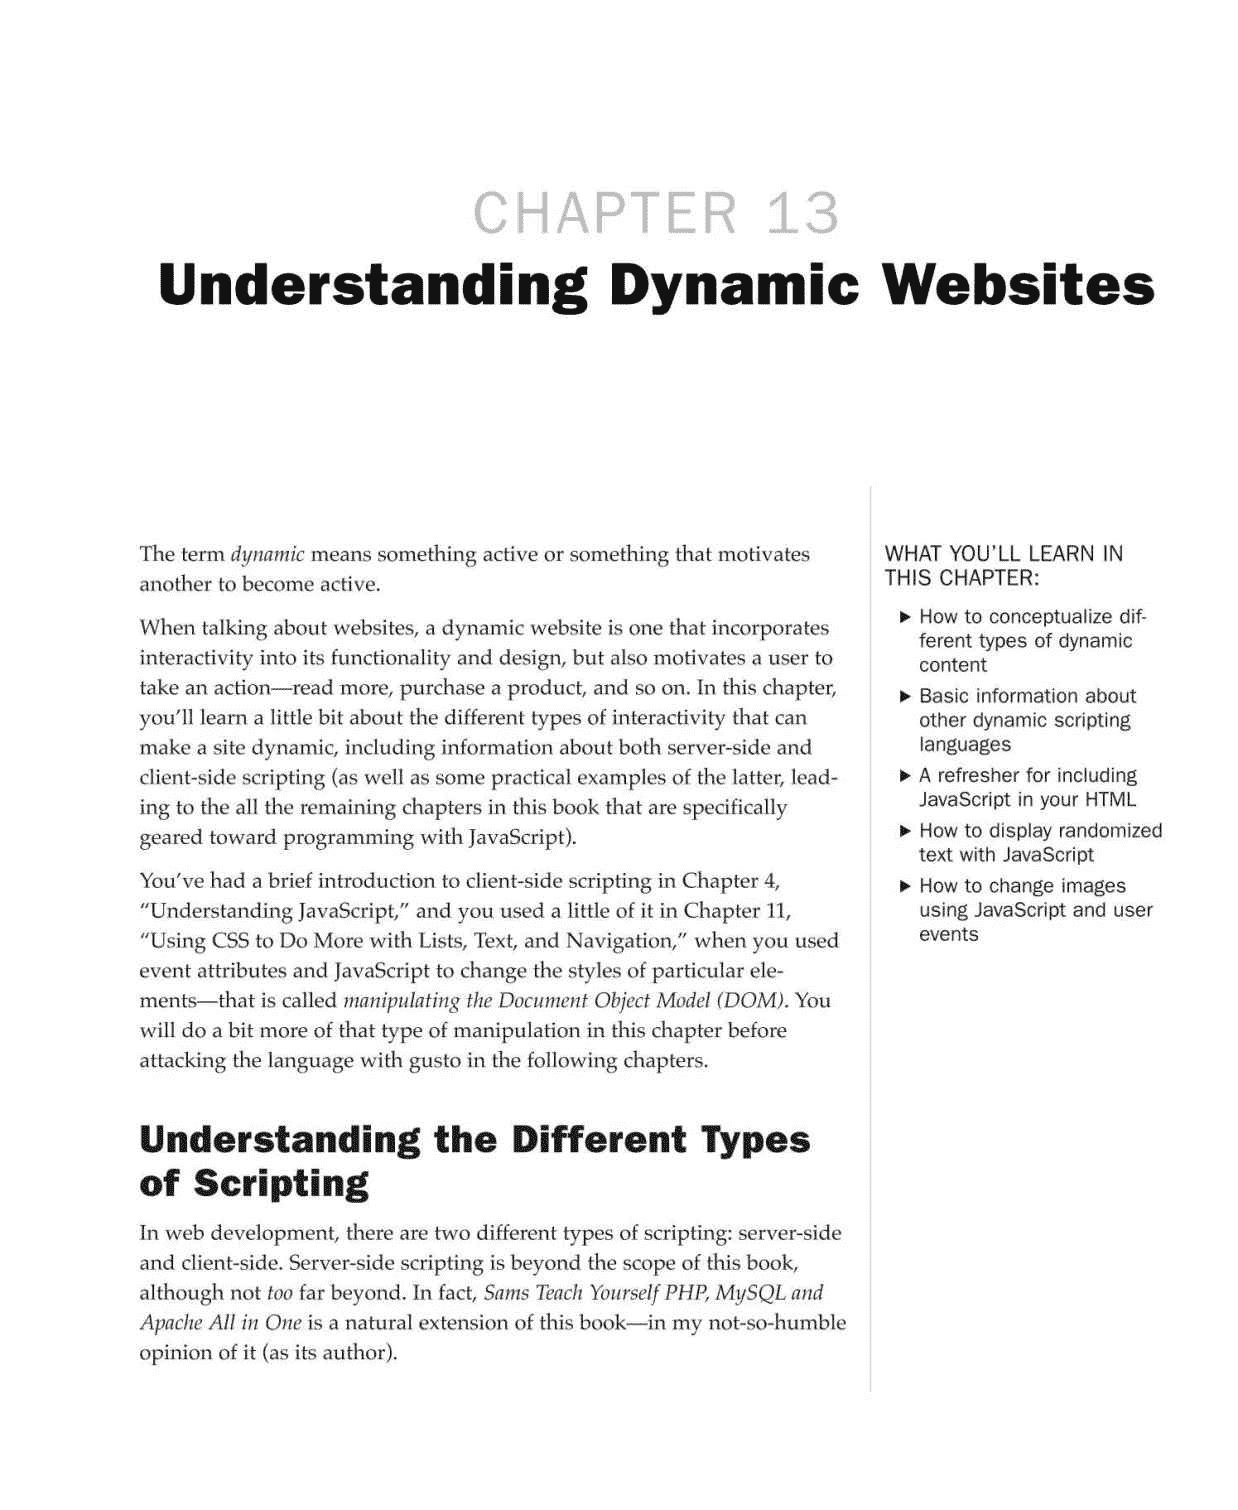 CHAPTER 13
Understanding Dynamic Websites
The term dynamic means something active or something that motivates
another to become active.
When talking about websites, a dynamic website is one that incorporates
interactivity into its functionality and design, but also motivates a user to
take an action—read more, purchase a product, and so on. In this chapter,
you’ll learn a little bit about the different types of interactivity that can
make a site dynamic, including information about both server-side and
client-side scripting (as well as some practical examples of the latter, lead-
ing to the all the remaining chapters in this book that are specifically
geared toward programming with JavaScript).
You’ve had a brief introduction to client-side scripting in Chapter 4,
“Understanding JavaScript,” and you used a little of it in Chapter 11,
“Using CSS to Do More with Lists, Text, and Navigation,” when you used
event attributes and JavaScript to change the styles of particular ele-
ments—that is called manipulating the Document Object Model (DOM). You
will do a bit more of that type of manipulation in this chapter before
attacking the language with gusto in the following chapters.
Understanding the Different Types
of Scripting
In web development, there are two different types of scripting: server-side
and client-side. Server-side scripting is beyond the scope of this book,
although not too far beyond. In fact, Sams Teach Yourself PHP, MySQL and
Apache All in One is a natural extension of this book—in my not-so-humble
opinion of it (as its author).
WHAT YOU’LL LEARN IN
THIS CHAPTER:
▶ How to conceptualize dif-
ferent types of dynamic
content
▶ Basic information about
other dynamic scripting
languages
▶ A refresher for including
JavaScript in your HTML
▶ How to display randomized
text with JavaScript
▶ How to change images
using JavaScript and user
events